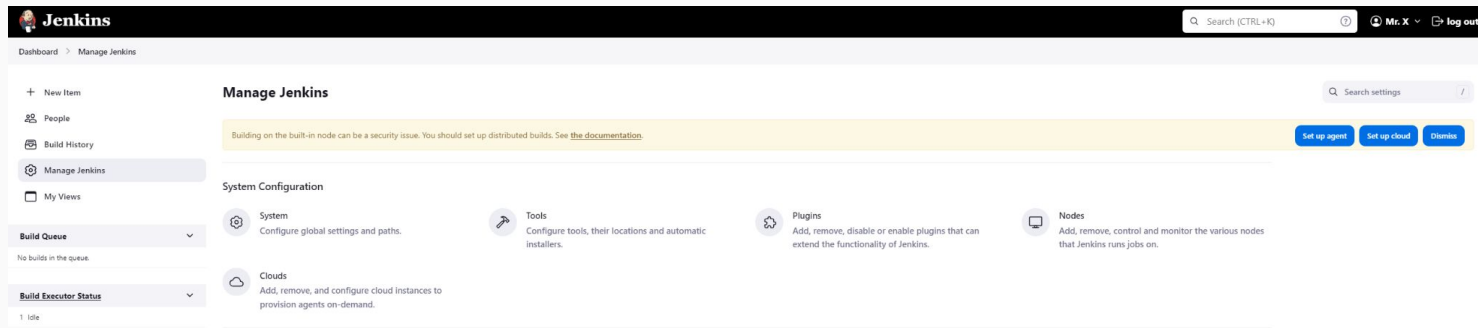 Jenkins
Search (CTRL+K)
Mr. X
log out
Dashboard > Manage Jenkins
New Item
People
Build History
Manage Jenkins
My Views
Build Queue
No builds in the queue.
Build Executor Status
1 Idle
Manage Jenkins
Search settings /
Building on the built-in node can be a security issue. You should set up distributed builds. See the documentation.
Set up agent
Set up cloud
Dismiss
System Configuration
System
Configure global settings and paths.
Tools
Configure tools, their locations and automatic
installers.
Plugins
Add, remove, disable or enable plugins that can
extend the functionality of Jenkins.
Nodes
Add, remove, control and monitor the various nodes
that Jenkins runs jobs on.
Clouds
Add, remove, and configure cloud instances to
provision agents on-demand.